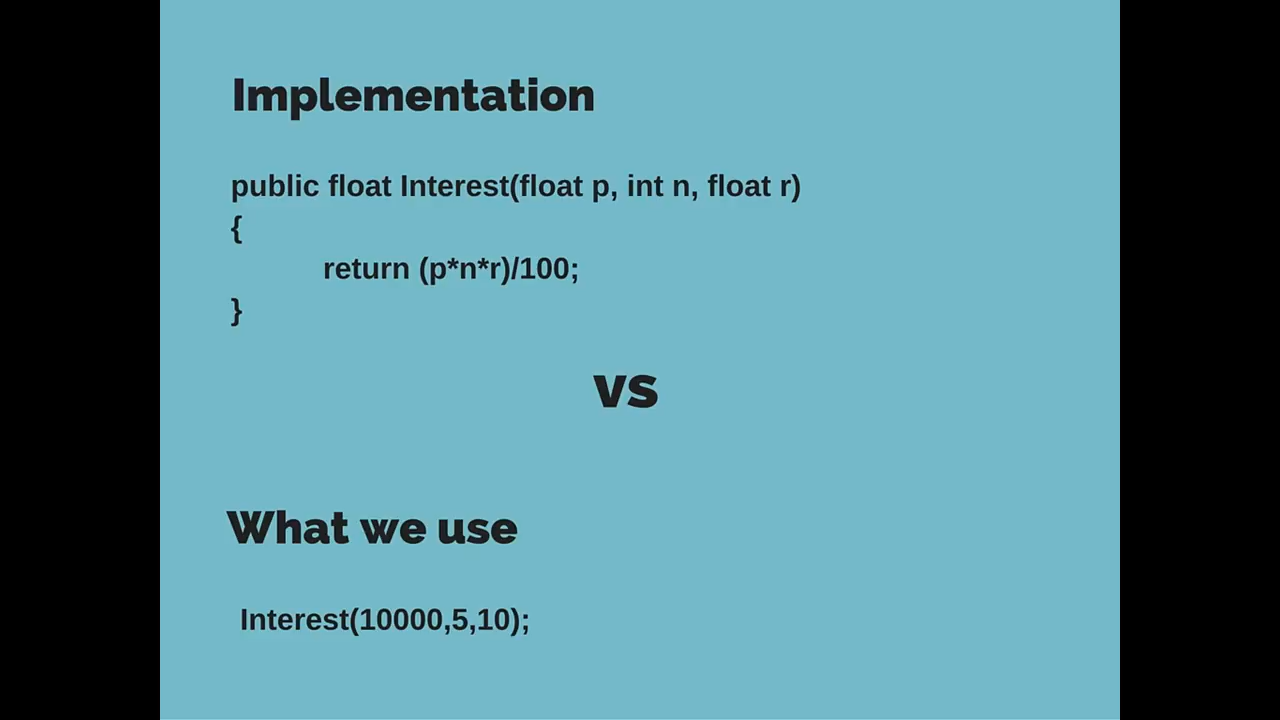 Implementation
public float Interest(float p, int n, float r)
{
return (p*n*r)/100;
}
vs
What we use
Interest(10000,5,10);